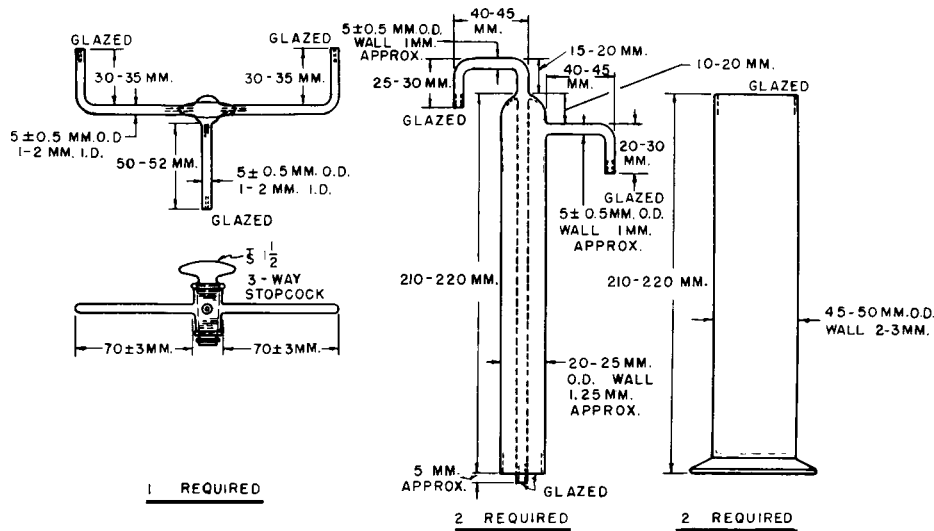 GLAZED
GLAZED
30-35 MM.
30-35 MM.
5±0.5 MM.O.D
1-2 MM. I.D.
50-52 MM.
5±0.5 MM. O.D.
1-2 MM. I.D.
GLAZED
$ 1 1/2
3-WAY
STOPCOCK
70±3MM.
70±3MM.
1 REQUIRED
40-45
MM.
5±0.5 MM.O.D.
WALL 1MM.
APPROX.
25-30 MM.
GLAZED
15-20 MM.
40-45
MM.
10-20 MM.
20-30
MM.
GLAZED
5±0.5MM.O.D.
WALL 1MM.
APPROX.
210-220 MM.
20-25 MM.
O.D. WALL
1.25 MM.
APPROX.
5 MM.
APPROX.
GLAZED
2 REQUIRED
GLAZED
210-220 MM.
45-50 MM.O.D.
WALL 2-3MM.
2 REQUIRED